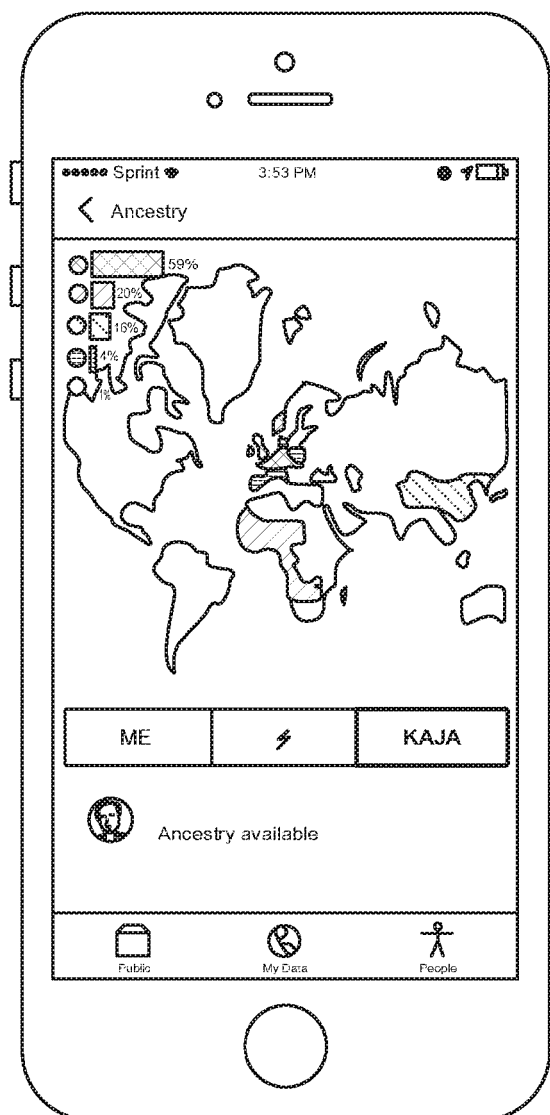 Sprint 3:53 PM
Ancestry
59%
20%
16%
4%
1%
ME KAJA
Ancestry available
Public My Data People